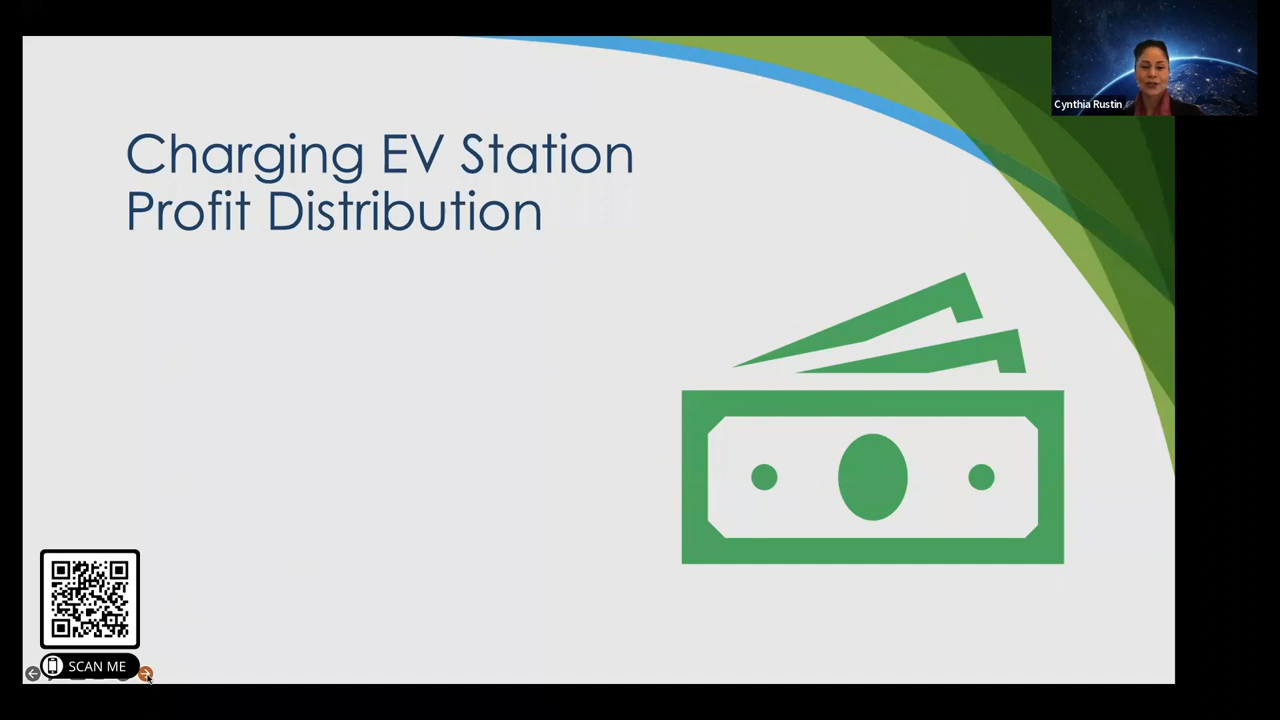 Charging EV Station
Profit Distribution
Cynthia Rustin
SCAN ME